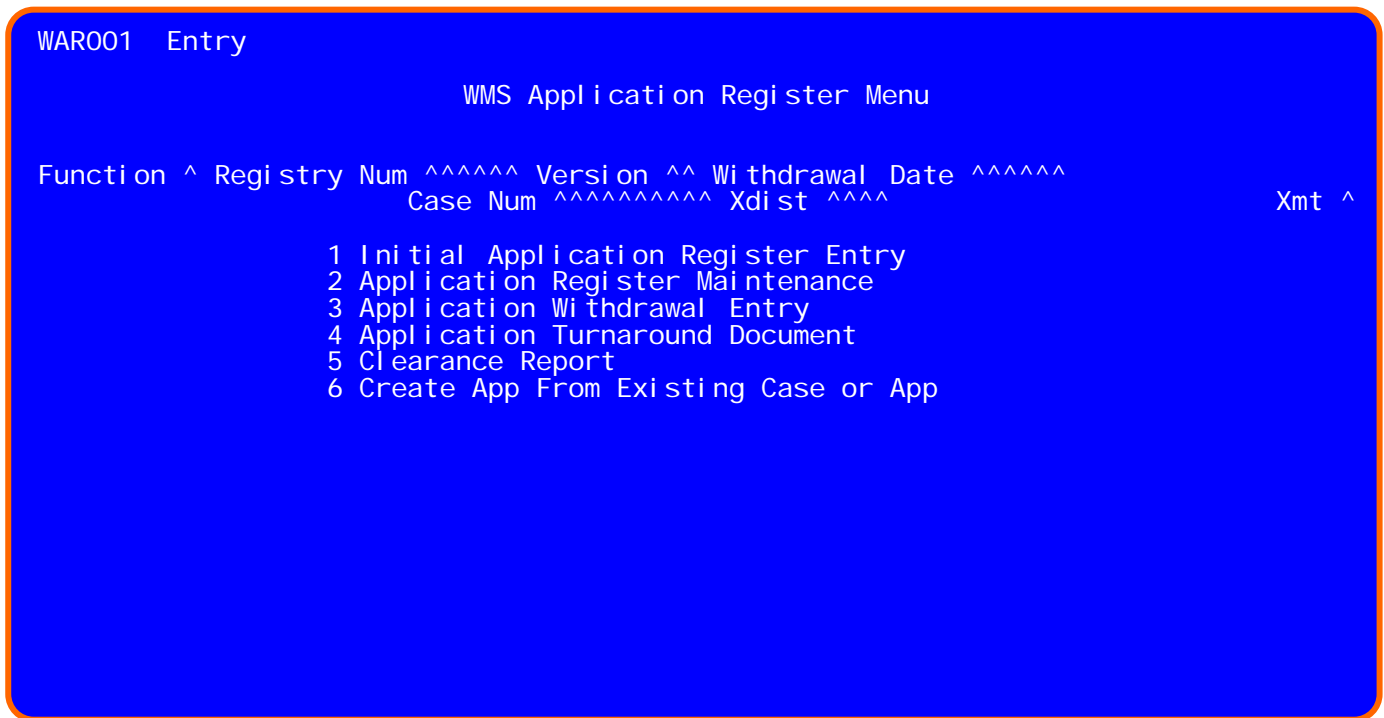 WAR001 Entry
WMS Application Register Menu
Function ^ Registry Num ^^^^^^ Version ^^ Withdrawal Date ^^^^^^
Case Num ^^^^^^^^^^ Xdist ^^^^ Xmt ^
1 Initial Application Register Entry
2 Application Register Maintenance
3 Application Withdrawal Entry
4 Application Turnaround Document
5 Clearance Report
6 Create App From Existing Case or App